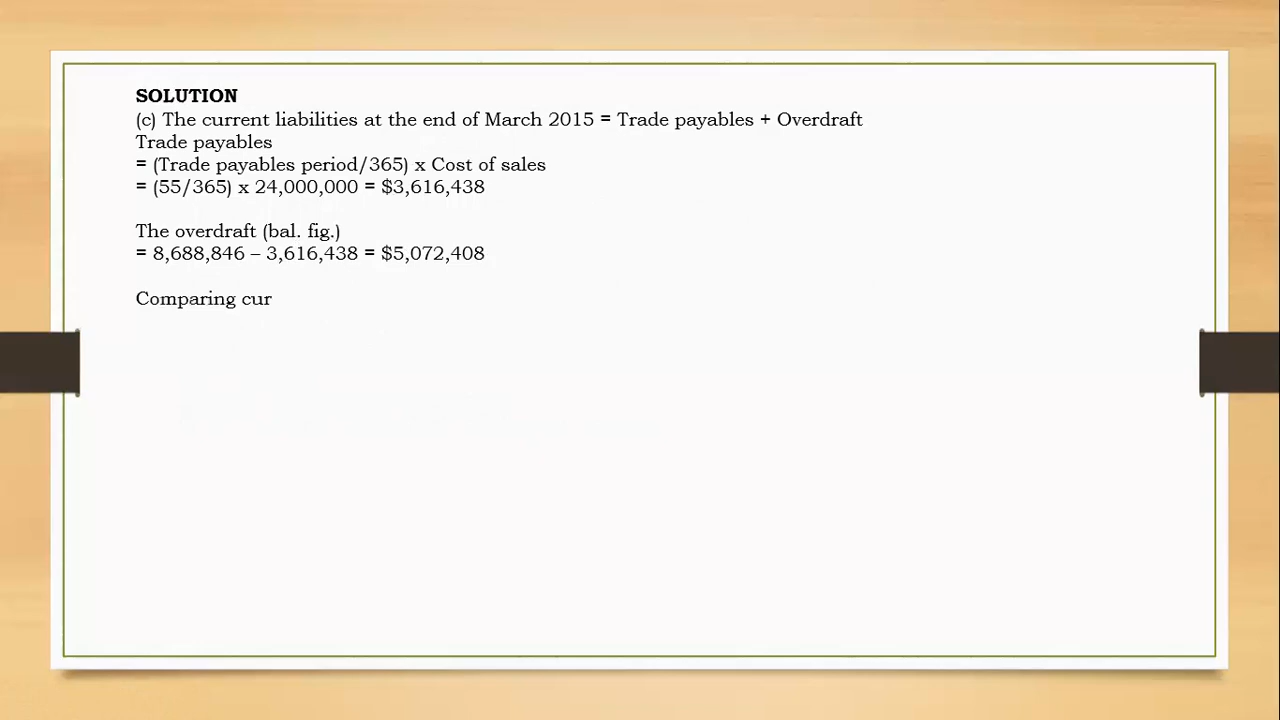 SOLUTION
(c) The current liabilities at the end of March 2015 = Trade payables + Overdraft
Trade payables
= (Trade payables period/365) x Cost of sales
= (55/365) x 24,000,000 = $3,616,438
The overdraft (bal. fig.)
= 8,688,846 – 3,616,438 = $5,072,408
Comparing cur